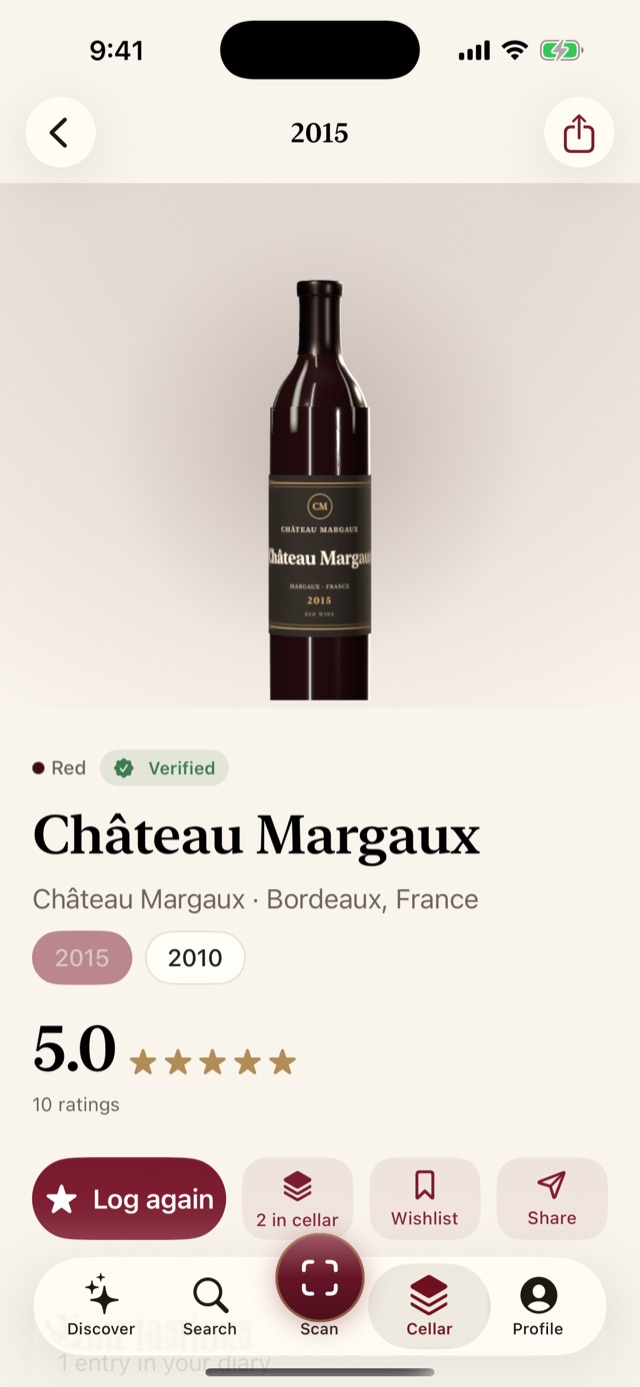 9:41
2015
CM
CHÂTEAU MARGAUX
Château Margau
MARGAUX · FRANCE
2015
RED WINE
Red
Verified
Château Margaux
Château Margaux · Bordeaux, France
2015 2010
5.0
10 ratings
Log again
2 in cellar
Wishlist
Share
Discover
Search
Scan
Cellar
Profile
1 entry in your diary